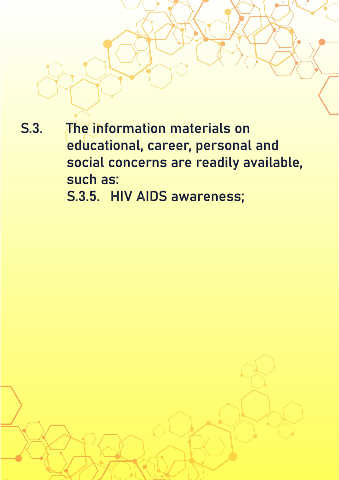 S.3. The information materials on
educational, career, personal and
social concerns are readily available,
such as:
S.3.5. HIV AIDS awareness;